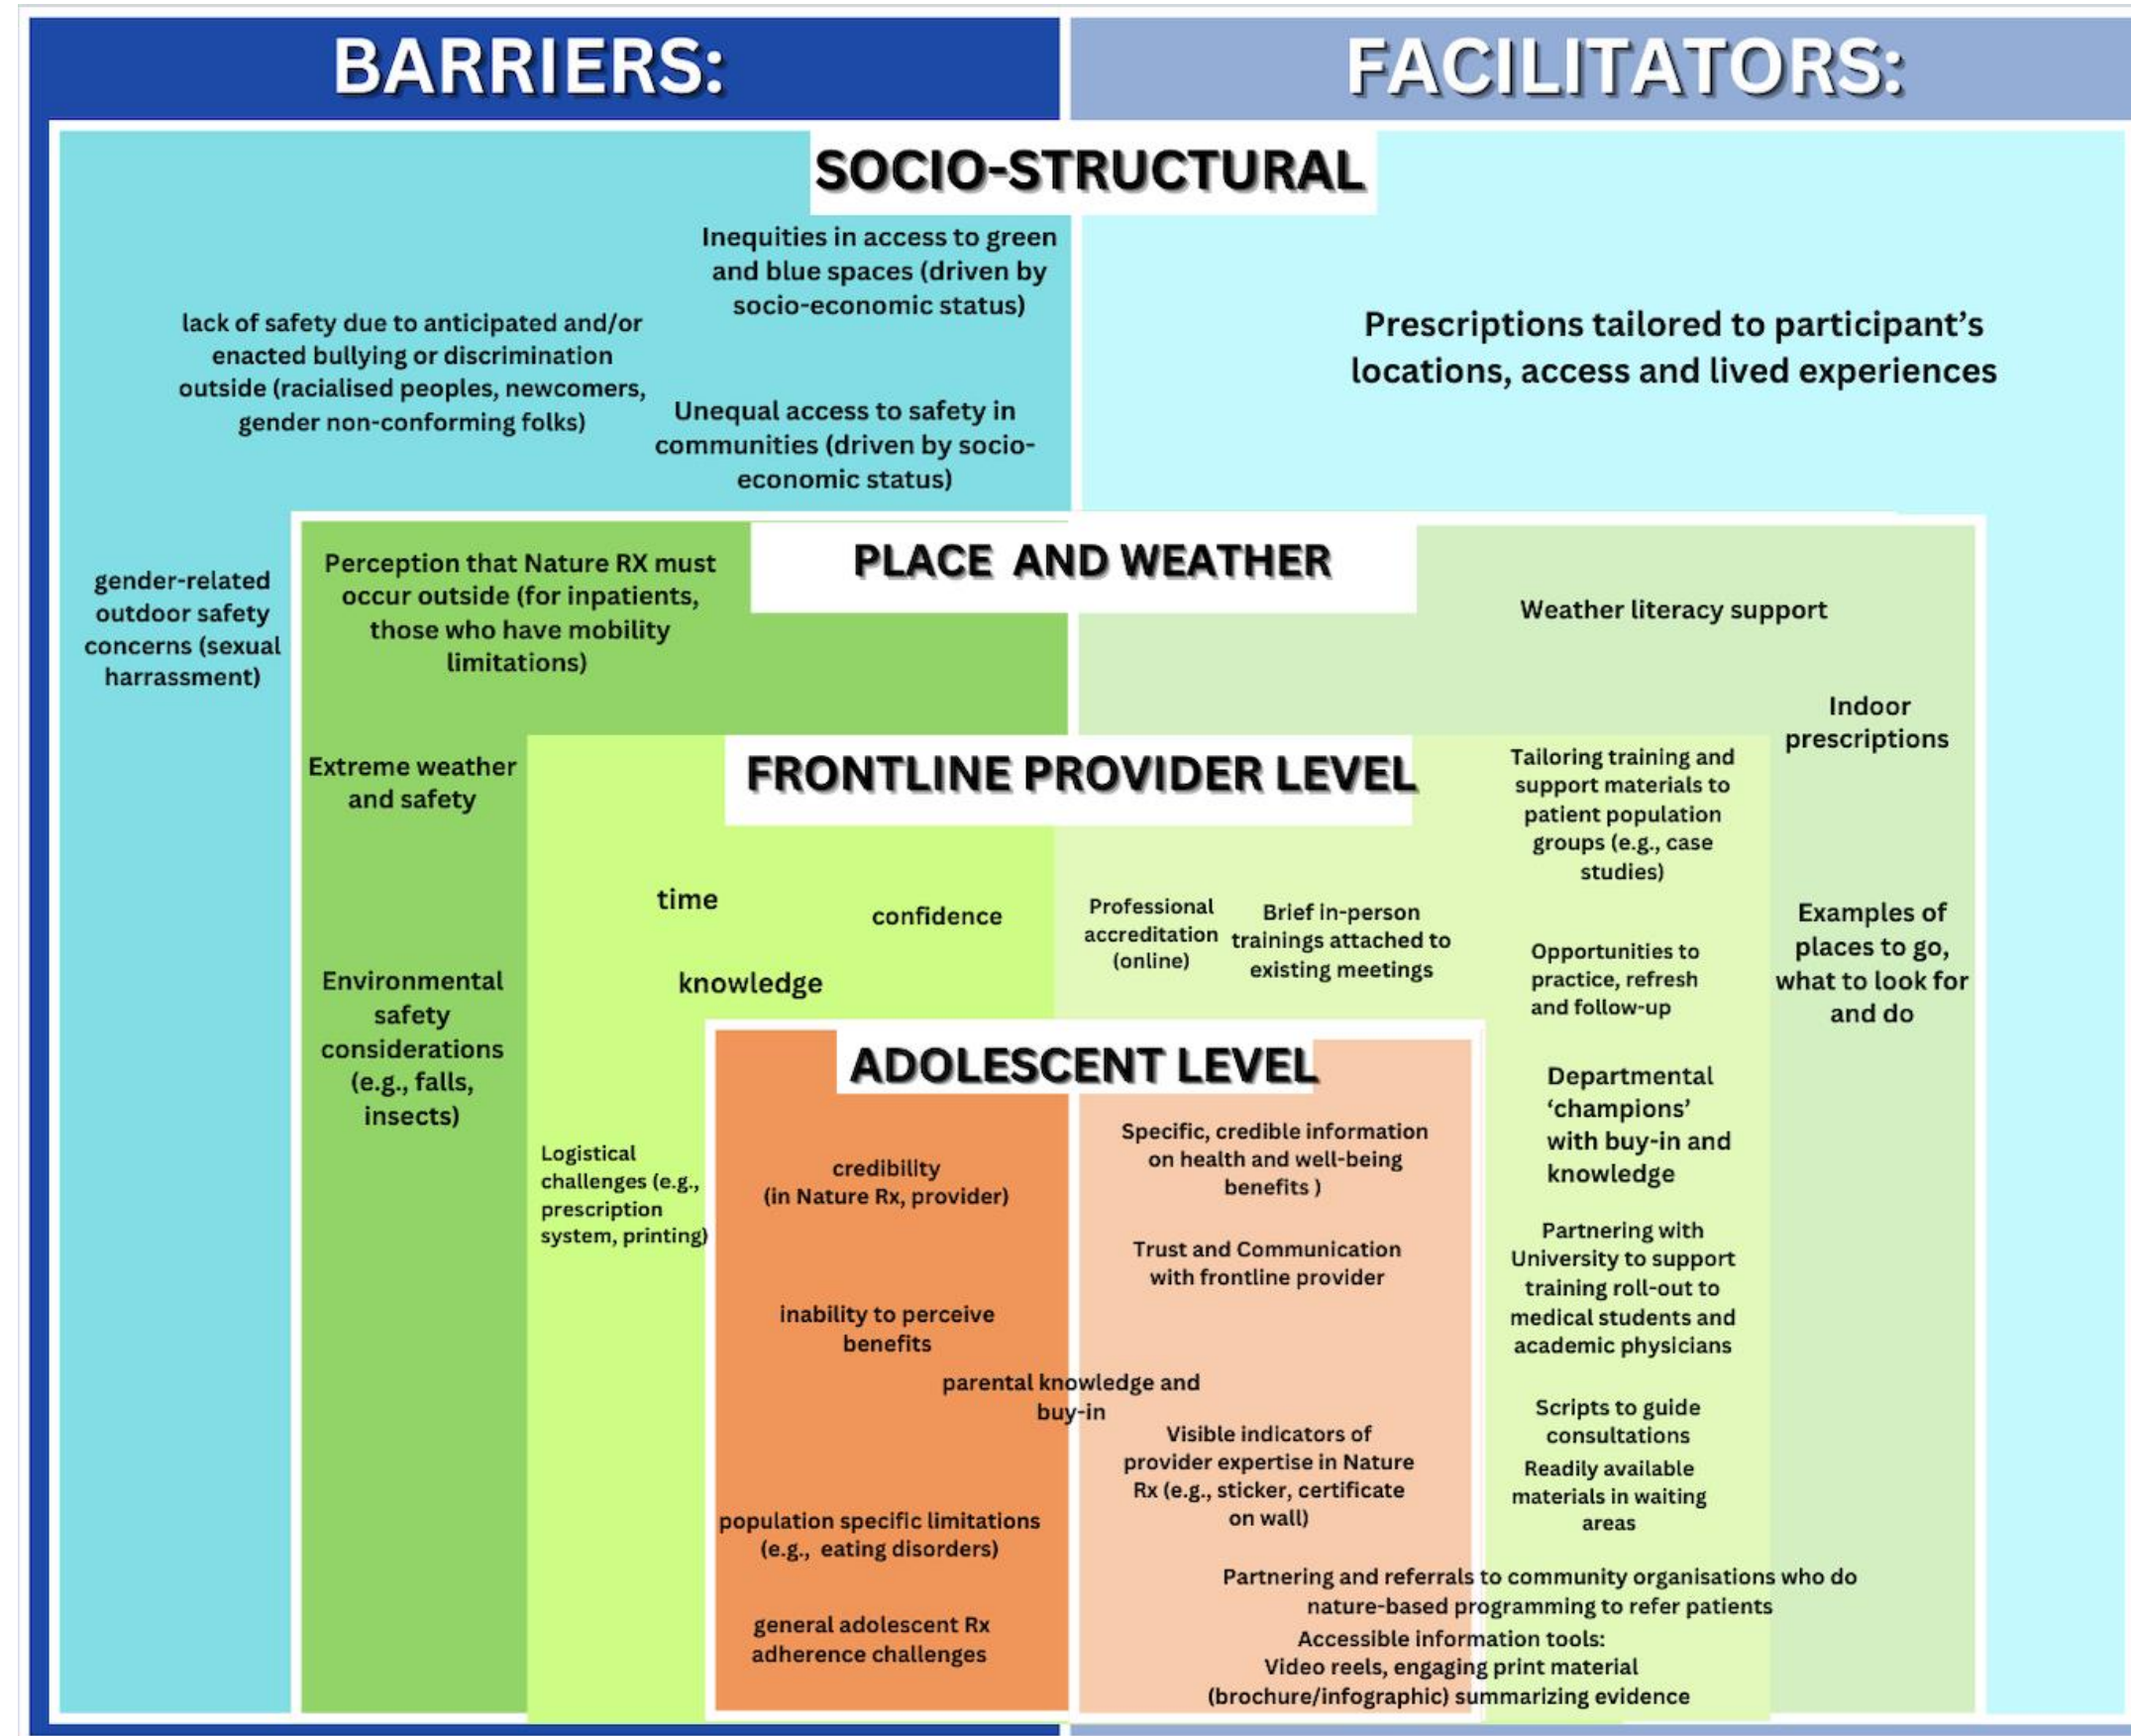 BARRIERS:
FACILITATORS:
SOCIO-STRUCTURAL
Inequities in access to green
and blue spaces (driven by
socio-economic status)
lack of safety due to anticipated and/or
enacted bullying or discrimination
outside (racialised peoples, newcomers,
gender non-conforming folks)
Unequal access to safety in
communities (driven by socio-
economic status)
gender-related
outdoor safety
concerns (sexual
harrassment)
Prescriptions tailored to participant's
locations, access and lived experiences
PLACE AND WEATHER
Perception that Nature RX must
occur outside (for inpatients,
those who have mobility
limitations)
Extreme weather
and safety
Environmental
safety
considerations
(e.g., falls,
insects)
Weather literacy support
Indoor
prescriptions
Examples of
places to go,
what to look for
and do
FRONTLINE PROVIDER LEVEL
time
confidence
knowledge
Logistical
challenges (e.g.,
prescription
system, printing)
Professional
accreditation
(online)
Brief in-person
trainings attached to
existing meetings
Tailoring training and
support materials to
patient population
groups (e.g., case
studies)
Opportunities to
practice, refresh
and follow-up
Departmental
‘champions’
with buy-in and
knowledge
Partnering with
University to support
training roll-out to
medical students and
academic physicians
Scripts to guide
consultations
Readily available
materials in waiting
areas
ADOLESCENT LEVEL
credibility
(in Nature Rx, provider)
inability to perceive
benefits
parental knowledge and
buy-in
population specific limitations
(e.g., eating disorders)
general adolescent Rx
adherence challenges
Specific, credible information
on health and well-being
benefits )
Trust and Communication
with frontline provider
Visible indicators of
provider expertise in Nature
Rx (e.g., sticker, certificate
on wall)
Partnering and referrals to community organisations who do
nature-based programming to refer patients
Accessible information tools:
Video reels, engaging print material
(brochure/infographic) summarizing evidence